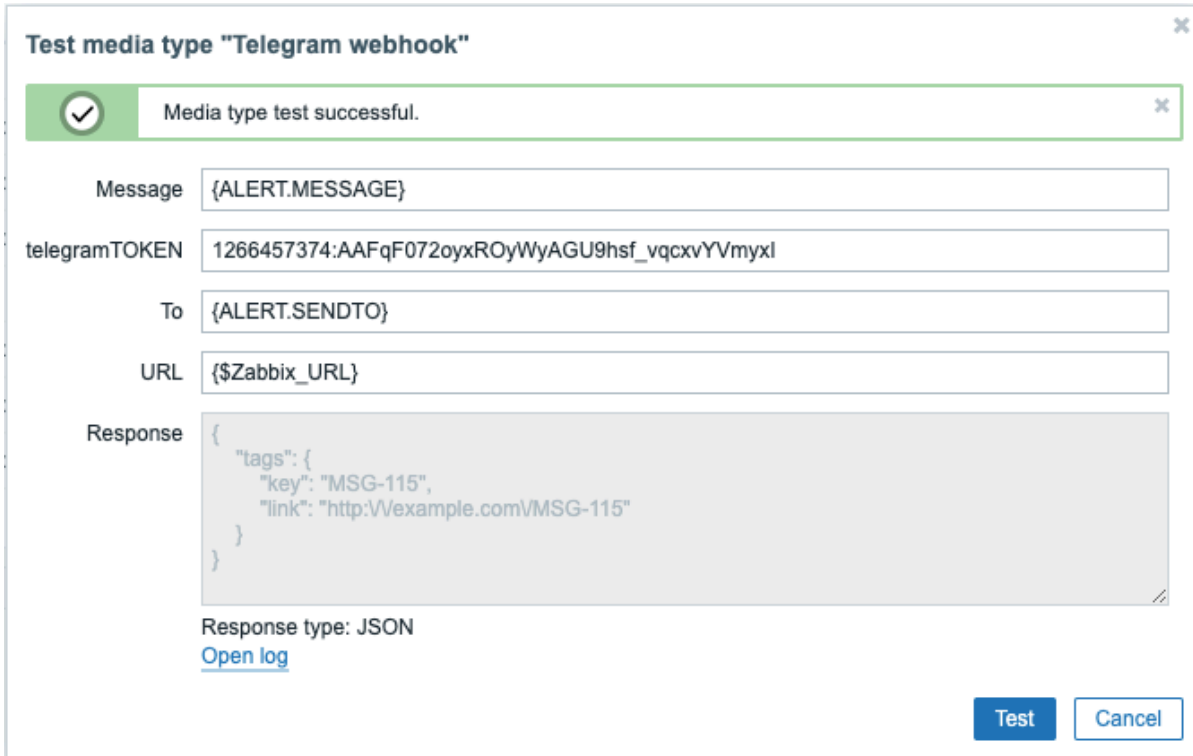 Test media type "Telegram webhook"
Media type test successful.
Message {ALERT.MESSAGE}
telegramTOKEN 1266457374:AAFqF072oyxROyWyAGU9hsf_vqcxvYVmyxI
To {ALERT.SENDTO}
URL {$Zabbix_URL}
Response {
"tags": {
"key": "MSG-115",
"link": "http:\/\/example.com\/MSG-115"
}
}
Response type: JSON
Open log
Test Cancel